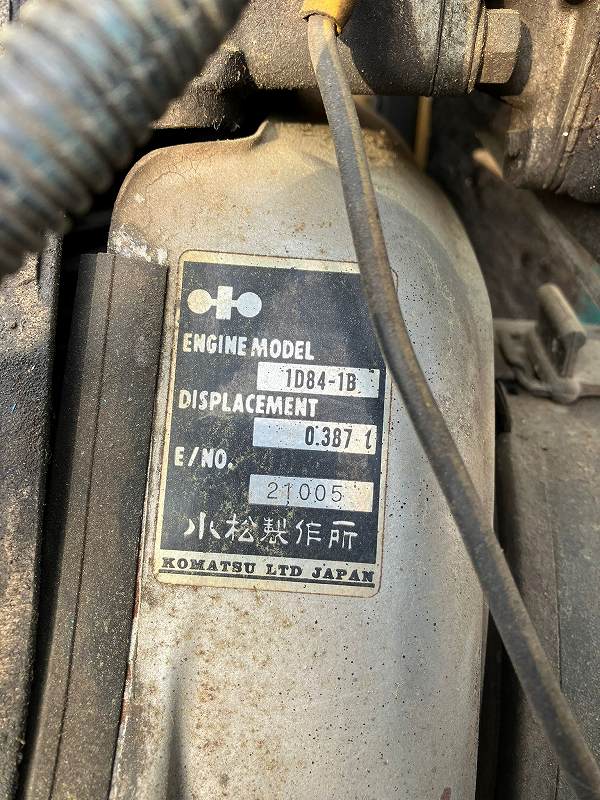 ENGINE MODEL
1D84-1B
DISPLACEMENT
0.387 ℓ
E/NO.
21005
小松製作所
KOMATSU LTD JAPAN